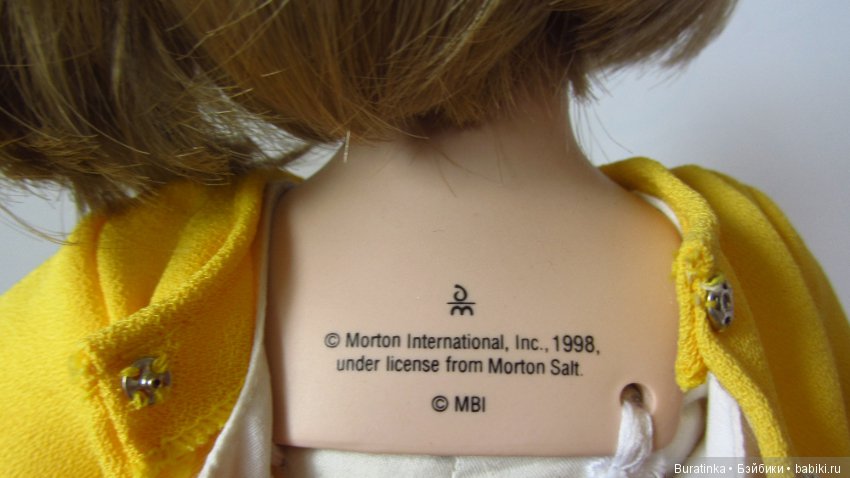 © Morton International, Inc., 1998,
under license from Morton Salt.
© MBI
Buratinka • Бэйбики • babiki.ru